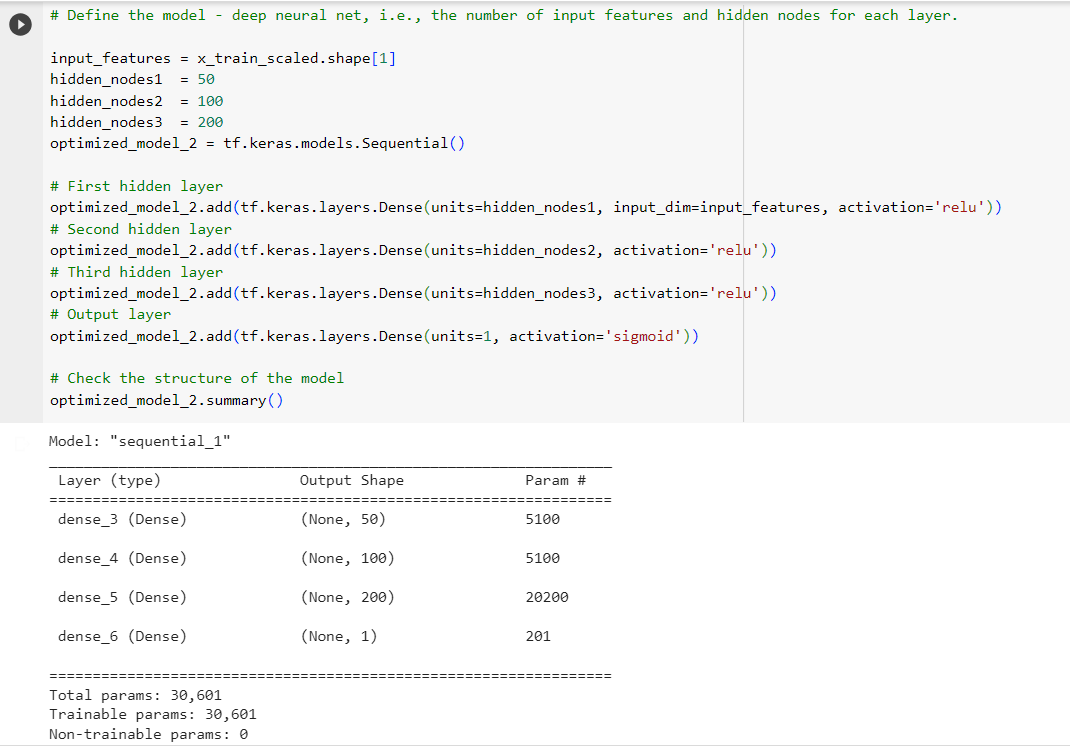 # Define the model - deep neural net, i.e., the number of input features and hidden nodes for each layer.
input_features = x_train_scaled.shape[1]
hidden_nodes1  = 50
hidden_nodes2  = 100
hidden_nodes3  = 200
optimized_model_2 = tf.keras.models.Sequential()
# First hidden layer
optimized_model_2.add(tf.keras.layers.Dense(units=hidden_nodes1, input_dim=input_features, activation='relu'))
# Second hidden layer
optimized_model_2.add(tf.keras.layers.Dense(units=hidden_nodes2, activation='relu'))
# Third hidden layer
optimized_model_2.add(tf.keras.layers.Dense(units=hidden_nodes3, activation='relu'))
# Output layer
optimized_model_2.add(tf.keras.layers.Dense(units=1, activation='sigmoid'))
# Check the structure of the model
optimized_model_2.summary()
Model: "sequential_1"
_________________________________________________________________
Layer (type)                Output Shape              Param #
=================================================================
dense_3 (Dense)             (None, 50)                5100
dense_4 (Dense)             (None, 100)               5100
dense_5 (Dense)             (None, 200)               20200
dense_6 (Dense)             (None, 1)                 201
=================================================================
Total params: 30,601
Trainable params: 30,601
Non-trainable params: 0